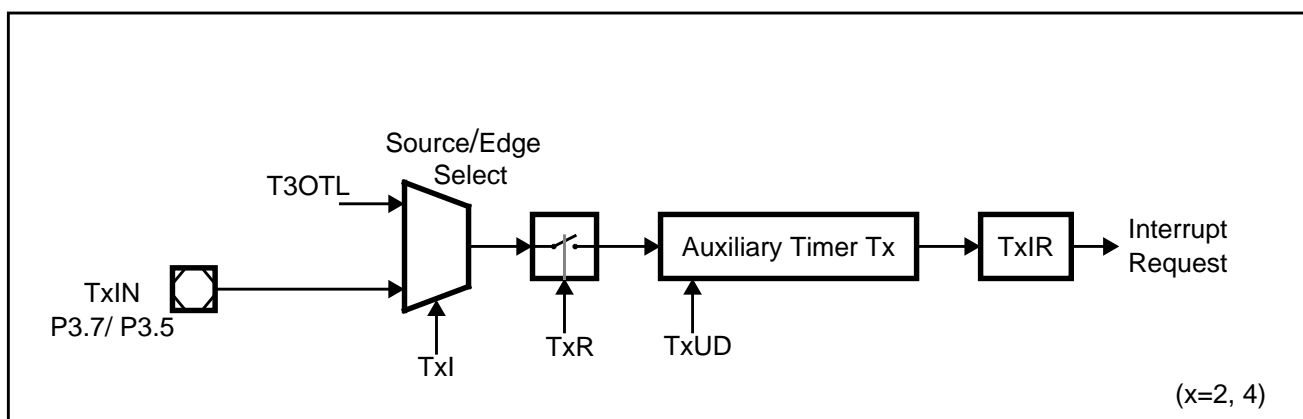 Source/Edge
Select
T3OTL
TxIN
P3.7/ P3.5
TxI
TxR
Auxiliary Timer Tx
TxUD
TxIR
Interrupt
Request
(x=2, 4)